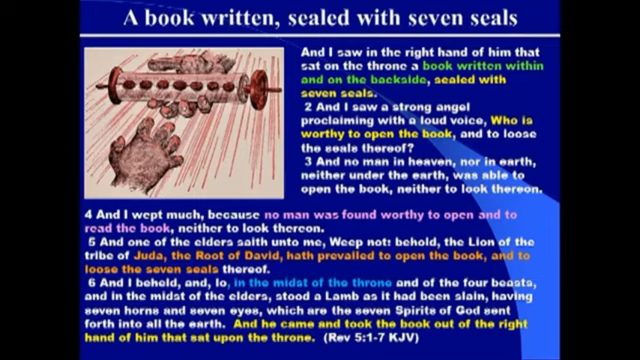 A book written, sealed with seven seals
And I saw in the right hand of him that
sat on the throne a book written within
and on the backside, sealed with
seven seals.
2 And I saw a strong angel
proclaiming with a loud voice, Who is
worthy to open the book, and to loose
the seals thereof?
3 And no man in heaven, nor in earth,
neither under the earth, was able to
open the book, neither to look thereon.
4 And I wept much, because no man was found worthy to open and to
read the book, neither to look thereon.
5 And one of the elders saith unto me, Weep not: behold, the Lion of the
tribe of Juda, the Root of David, hath prevailed to open the book, and to
loose the seven seals thereof.
6 And I beheld, and, lo, in the midst of the throne and of the four beasts,
and in the midst of the elders, stood a Lamb as it had been slain, having
seven horns and seven eyes, which are the seven Spirits of God sent
forth into all the earth. And he came and took the book out of the right
hand of him that sat upon the throne. (Rev 5:1-7 KJV)